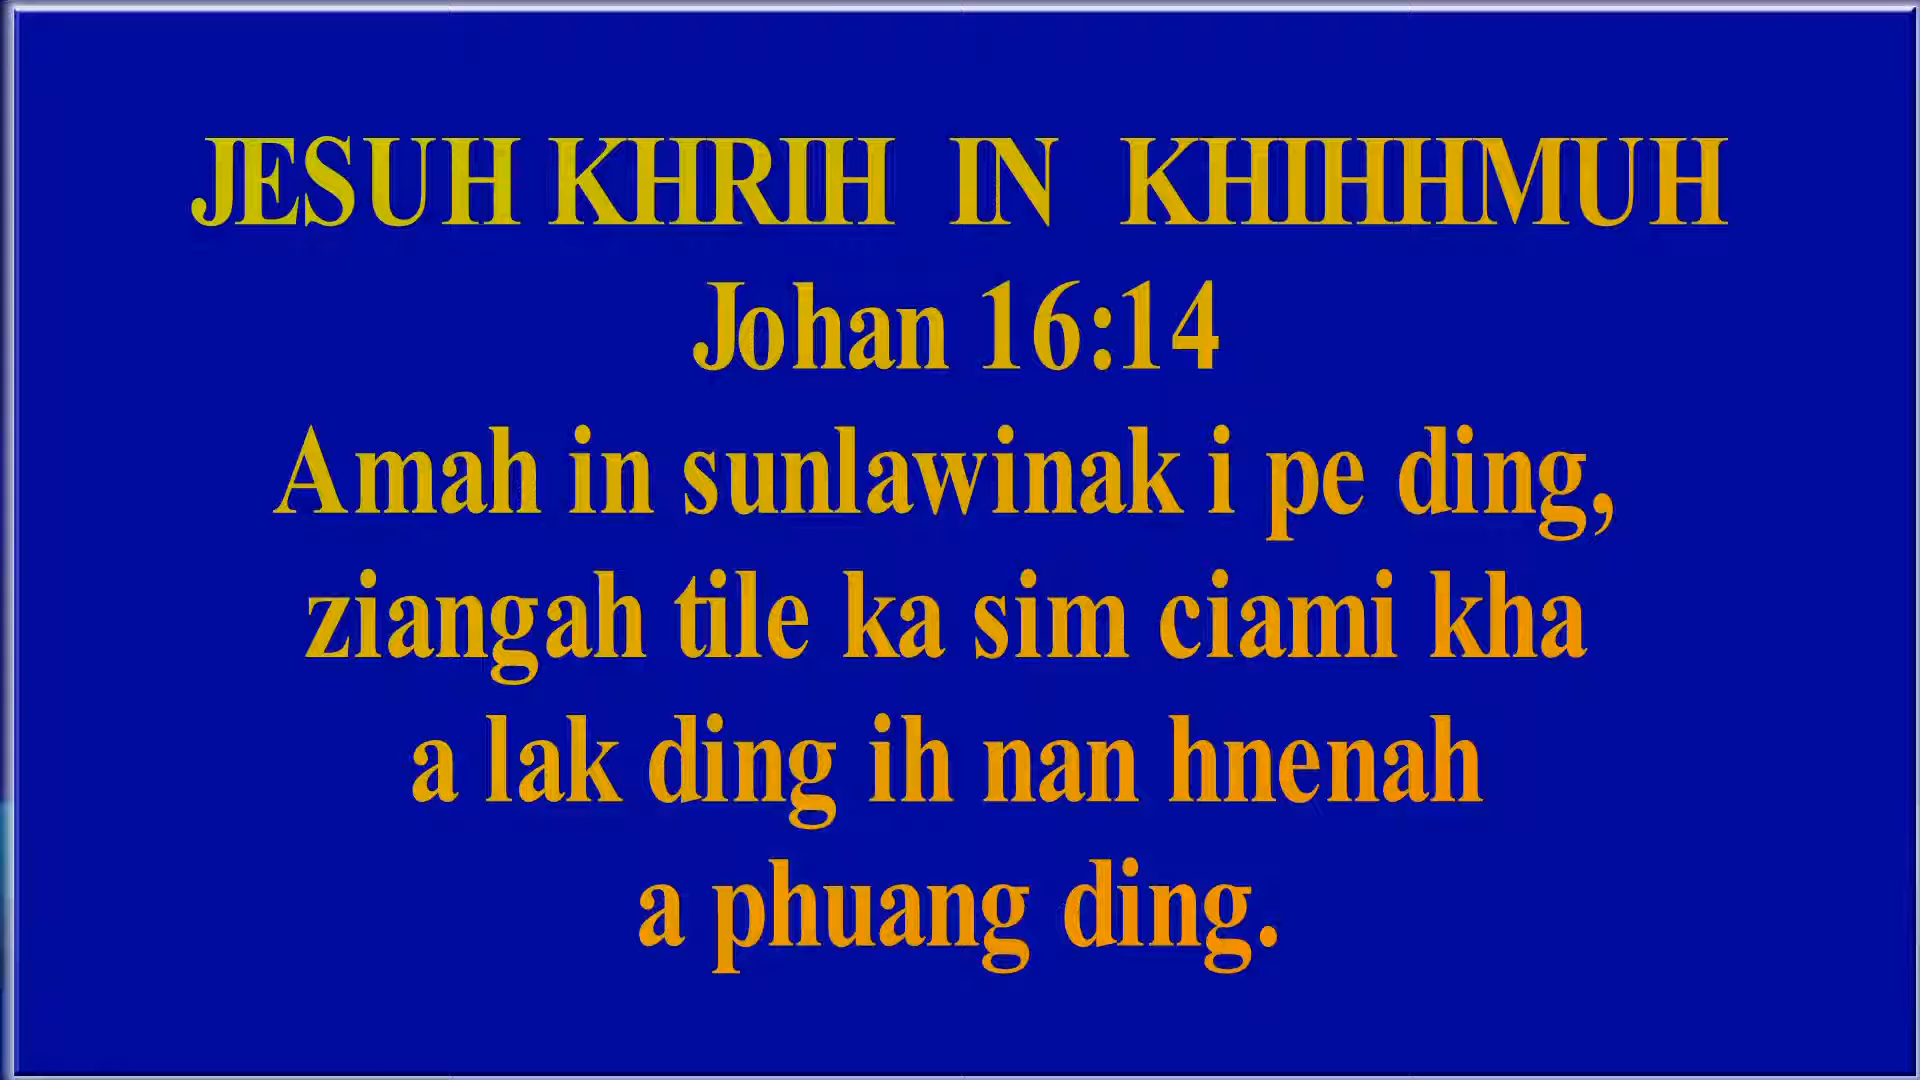 JESUH KHRIH IN KHIHHMUH
Johan 16:14
Amah in sunlawinak i pe ding,
ziangah tile ka sim ciami kha
a lak ding ih nan hnenah
a phuang ding.